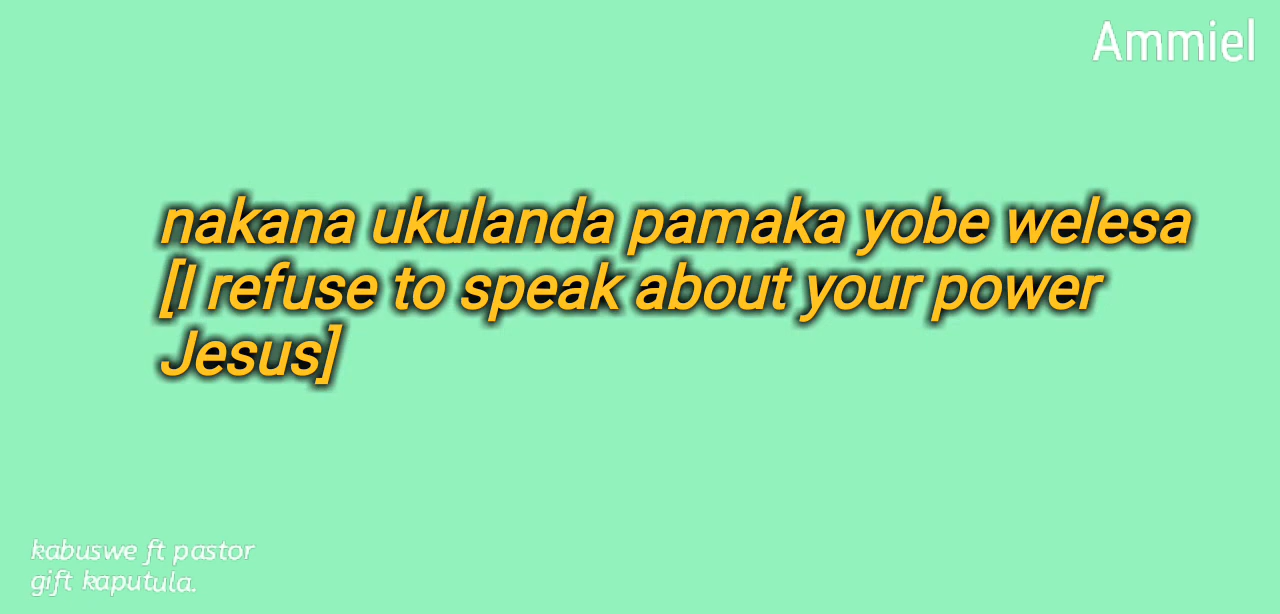 Ammiel
nakana ukulanda pamaka yobe welesa
[I refuse to speak about your power
Jesus]
kabuswe ft pastor
gift kaputula.